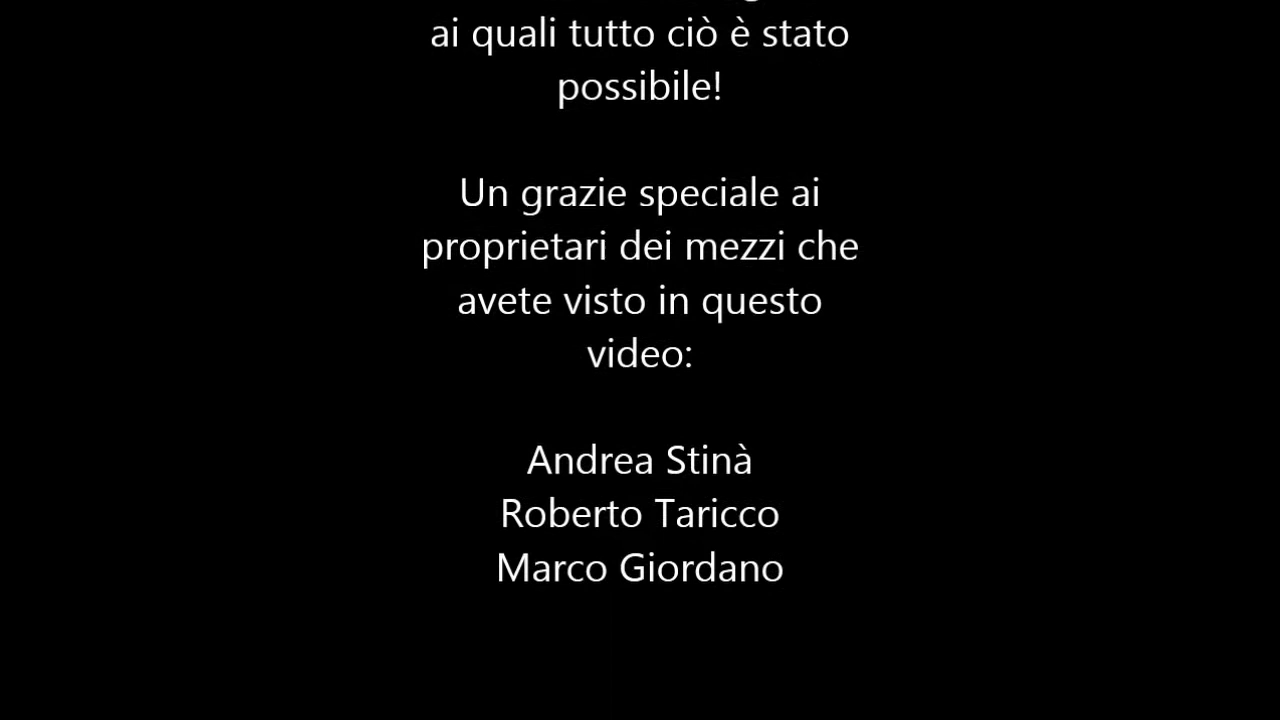 ai quali tutto ciò è stato
possibile!
Un grazie speciale ai
proprietari dei mezzi che
avete visto in questo
video:
Andrea Stinà
Roberto Taricco
Marco Giordano